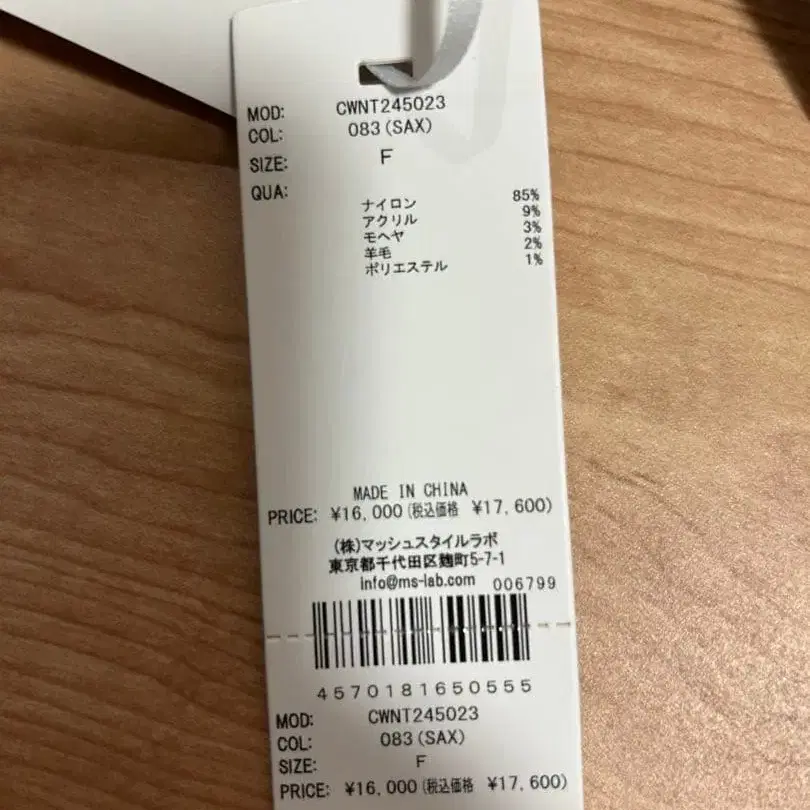 MOD: CWNT245023
COL: 083(SAX)
SIZE: F
QUA:
ナイロン 85%
アクリル 9%
モヘヤ 3%
羊毛 2%
ポリエステル 1%
MADE IN CHINA
PRICE: ¥16,000(税込価格 ¥17,600)
(株)マッシュスタイルラボ
東京都千代田区麹町5-7-1
info@ms-lab.com 006799
4570181650555
MOD: CWNT245023
COL: 083(SAX)
SIZE: F
PRICE: ¥16,000(税込価格 ¥17,600)